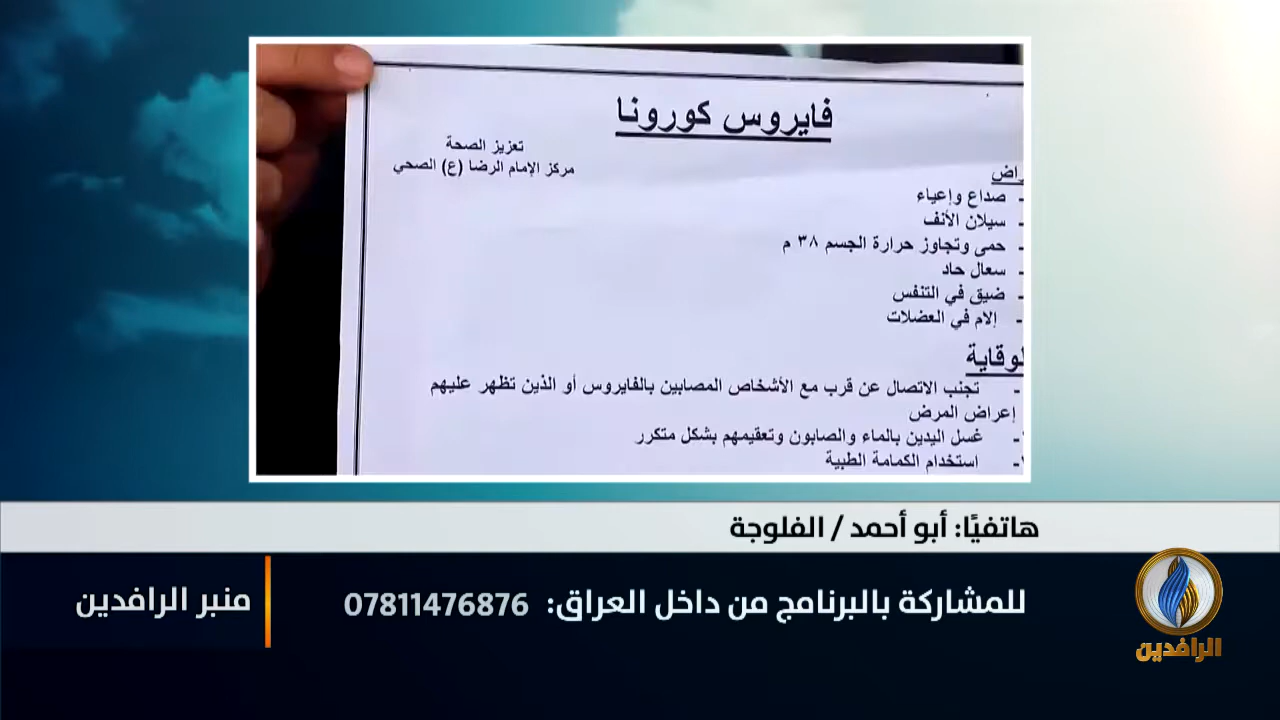 فايروس كورونا
تعزيز الصحة
مركز الإمام الرضا (ع) الصحي
- صداع وإعياء
- سيلان الأنف
- حمى وتجاوز حرارة الجسم ٣٨ م
- سعال حاد
- ضيق في التنفس
- إلام في العضلات
- تجنب الاتصال عن قرب مع الأشخاص المصابين بالفايروس أو الذين تظهر عليهم
إعراض المرض
- غسل اليدين بالماء والصابون وتعقيمهم بشكل متكرر
- استخدام الكمامة الطبية
هاتفيًا: أبو أحمد / الفلوجة
للمشاركة بالبرنامج من داخل العراق: 07811476876
منبر الرافدين
الرافدين